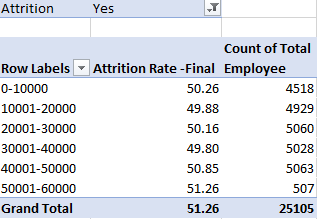 Attrition Yes
Count of Total
Row Labels Attrition Rate -Final Employee
0-10000 50.26 4518
10001-20000 49.88 4929
20001-30000 50.16 5060
30001-40000 49.80 5028
40001-50000 50.85 5063
50001-60000 51.26 507
Grand Total 51.26 25105